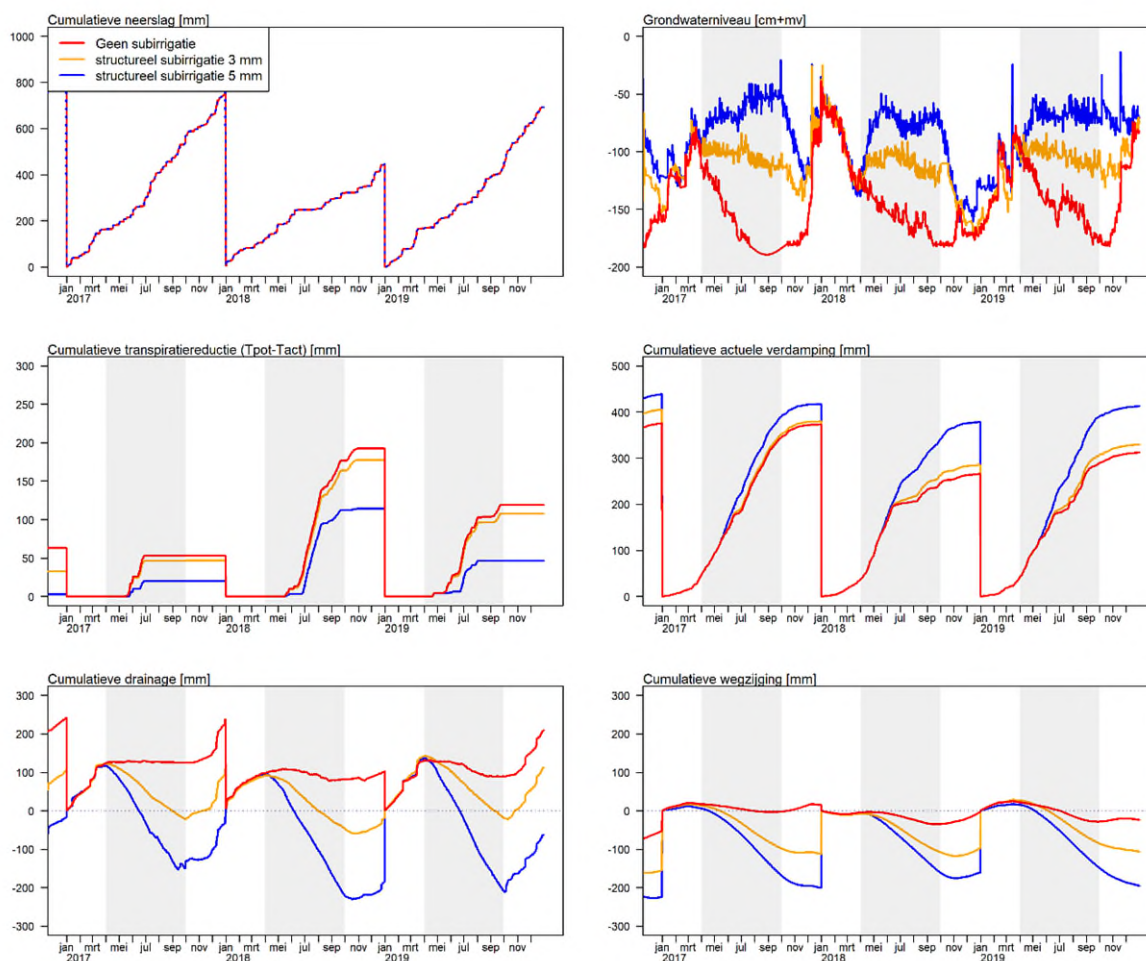 Cumulatieve neerslag [mm]
1000
800
600
400
200
0
Geen subirrigatie
structureel subirrigatie 3 mm
structureel subirrigatie 5 mm
jan mrt mei jul sep nov jan mrt mei jul sep nov jan mrt mei jul sep nov
2017 2018 2019
Grondwaterniveau [cm+mv]
0
-50
-100
-150
-200
jan mrt mei jul sep nov jan mrt mei jul sep nov jan mrt mei jul sep nov
2017 2018 2019
Cumulatieve transpiratiereductie (Tpot-Tact) [mm]
300
250
200
150
100
50
0
jan mrt mei jul sep nov jan mrt mei jul sep nov jan mrt mei jul sep nov
2017 2018 2019
Cumulatieve actuele verdamping [mm]
500
400
300
200
100
0
jan mrt mei jul sep nov jan mrt mei jul sep nov jan mrt mei jul sep nov
2017 2018 2019
Cumulatieve drainage [mm]
300
200
100
0
-100
-200
-300
jan mrt mei jul sep nov jan mrt mei jul sep nov jan mrt mei jul sep nov
2017 2018 2019
Cumulatieve wegzijging [mm]
300
200
100
0
-100
-200
-300
jan mrt mei jul sep nov jan mrt mei jul sep nov jan mrt mei jul sep nov
2017 2018 2019